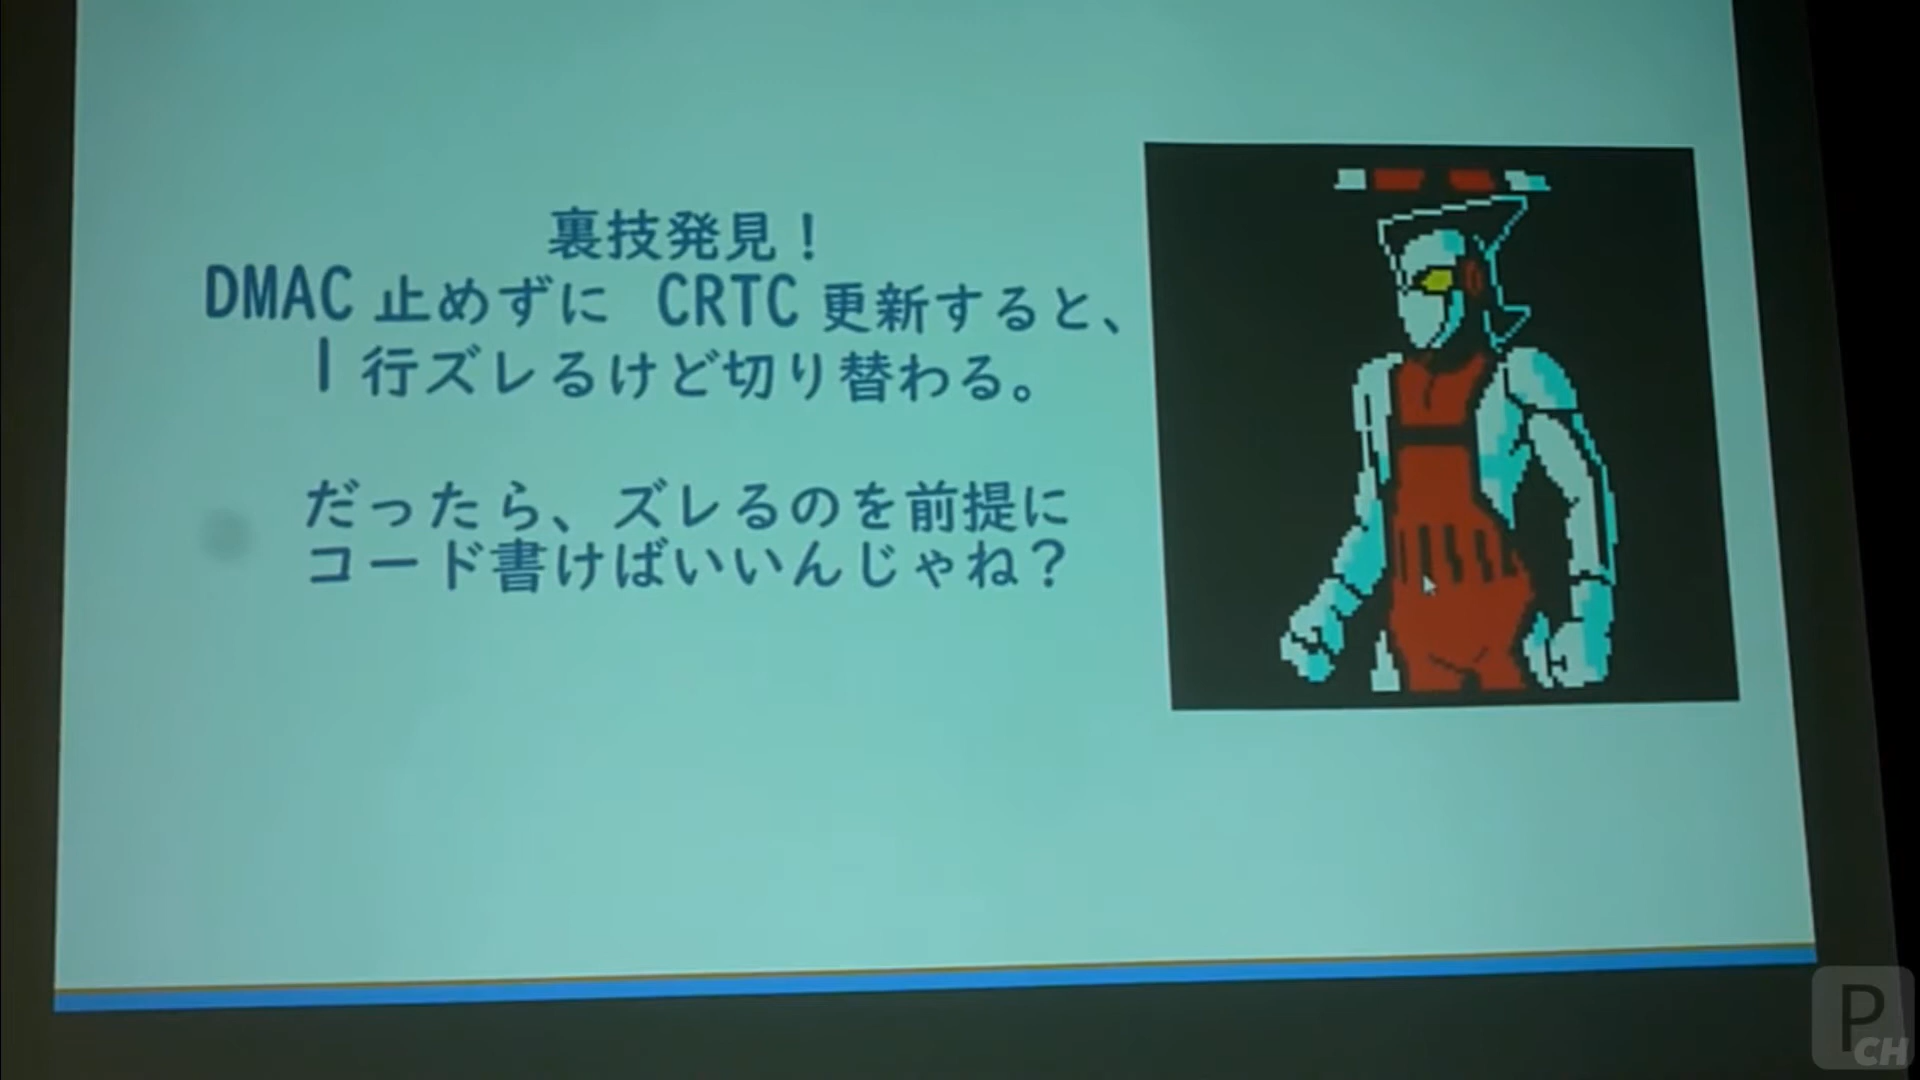 裏技発見！
DMAC 止めずに CRTC 更新すると、
1 行ズレるけど切り替わる。
だったら、ズレるのを前提に
コード書けばいいんじゃね？
P
CH